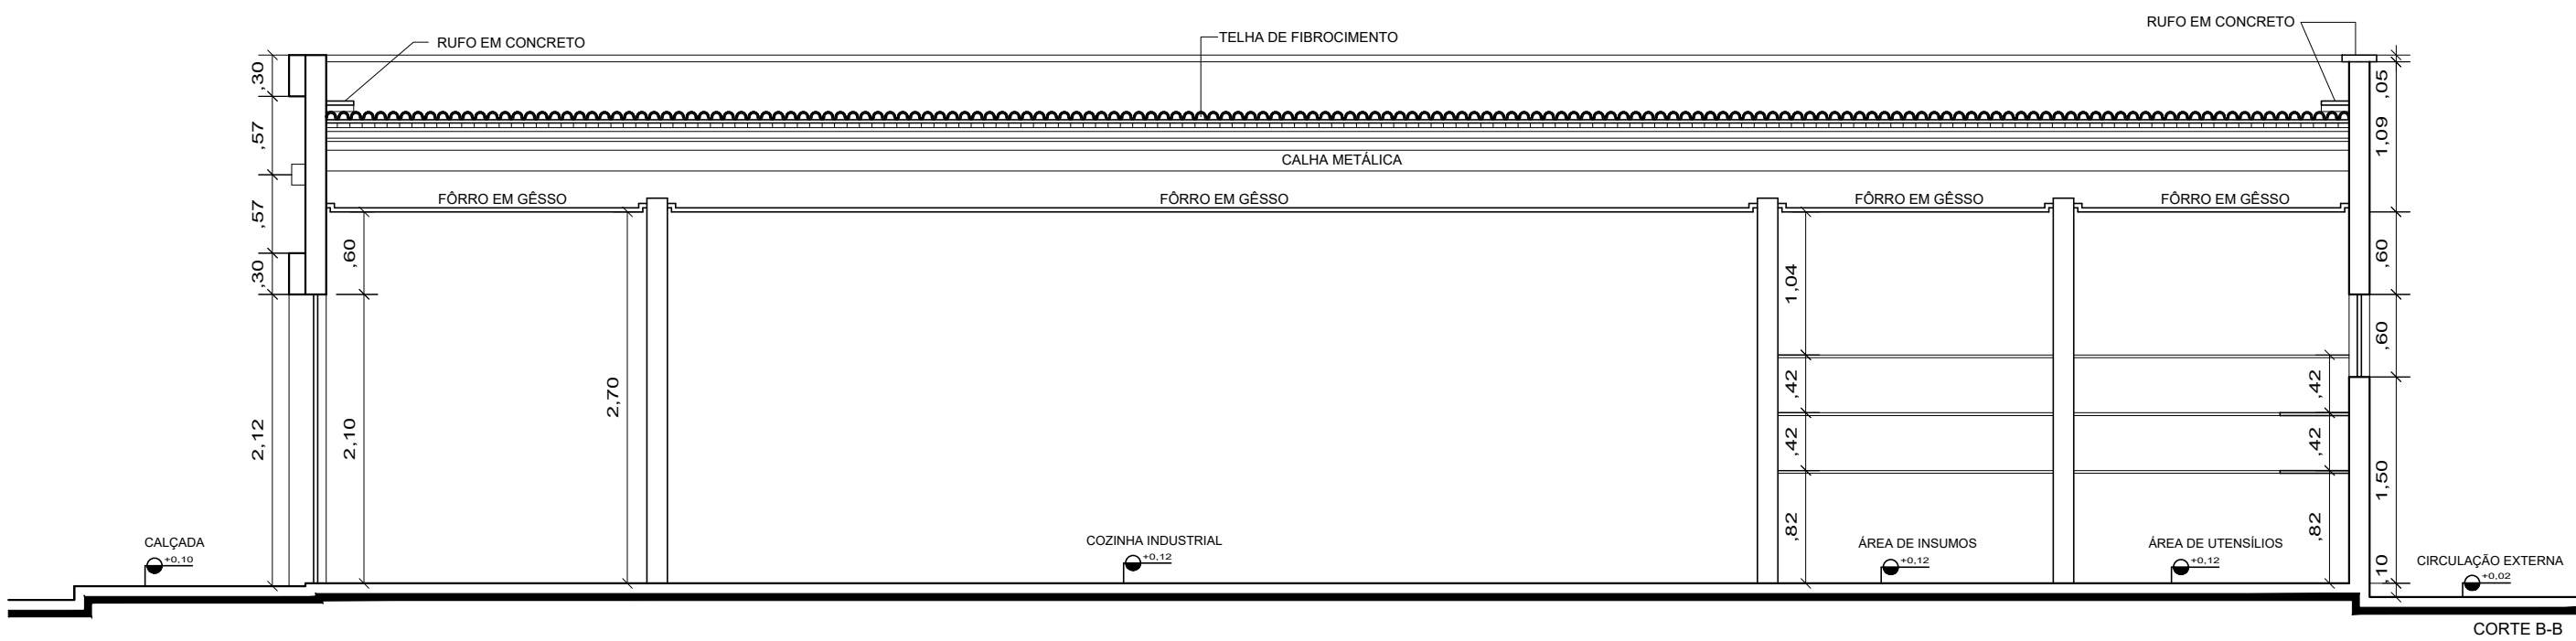 RUFO EM CONCRETO
TELHA DE FIBROCIMENTO
RUFO EM CONCRETO
CALHA METÁLICA
FÔRRO EM GÊSSO
FÔRRO EM GÊSSO
FÔRRO EM GÊSSO
FÔRRO EM GÊSSO
,30
,57
,57
,30
2,12
,60
2,10
2,70
1,04
,42
,42
,82
,42
,42
,82
,05
1,09
,60
,60
1,50
,10
CALÇADA
+0,10
COZINHA INDUSTRIAL
+0,12
ÁREA DE INSUMOS
+0,12
ÁREA DE UTENSÍLIOS
+0,12
CIRCULAÇÃO EXTERNA
+0,02
CORTE B-B